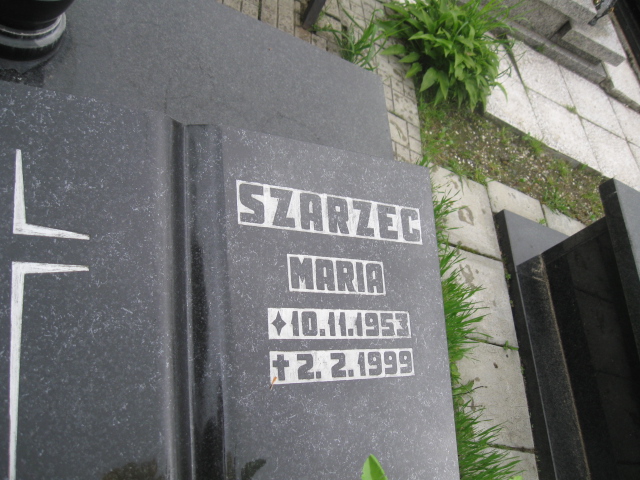 SZARZEC
MARIA
10.11.1953
✝ 2.2.1999